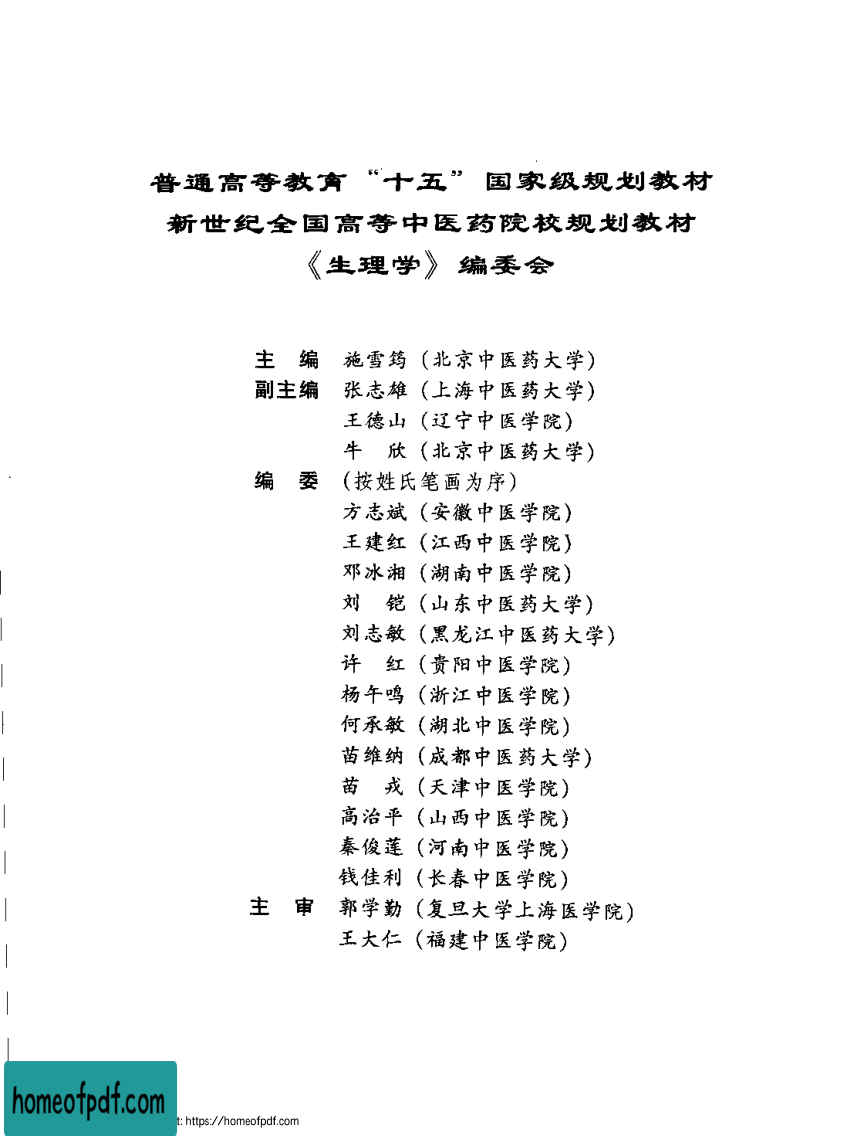 普通高等教育“十五”国家级规划教材
新世纪全国高等中医药院校规划教材
《生理学》编委会
主 编 施雪筠（北京中医药大学）
副主编 张志雄（上海中医药大学）
王德山（辽宁中医学院）
牛 欣（北京中医药大学）
编 委 （按姓氏笔画为序）
方志斌（安徽中医学院）
王建红（江西中医学院）
邓冰湘（湖南中医学院）
刘 铠（山东中医药大学）
刘志敏（黑龙江中医药大学）
许 红（贵阳中医学院）
杨午鸣（浙江中医学院）
何承敏（湖北中医学院）
苗维纳（成都中医药大学）
苗 戎（天津中医学院）
高治平（山西中医学院）
秦俊莲（河南中医学院）
钱佳利（长春中医学院）
主 审 郭学勤（复旦大学上海医学院）
王大仁（福建中医学院）
homeofpdf.com
t: https://homeofpdf.com